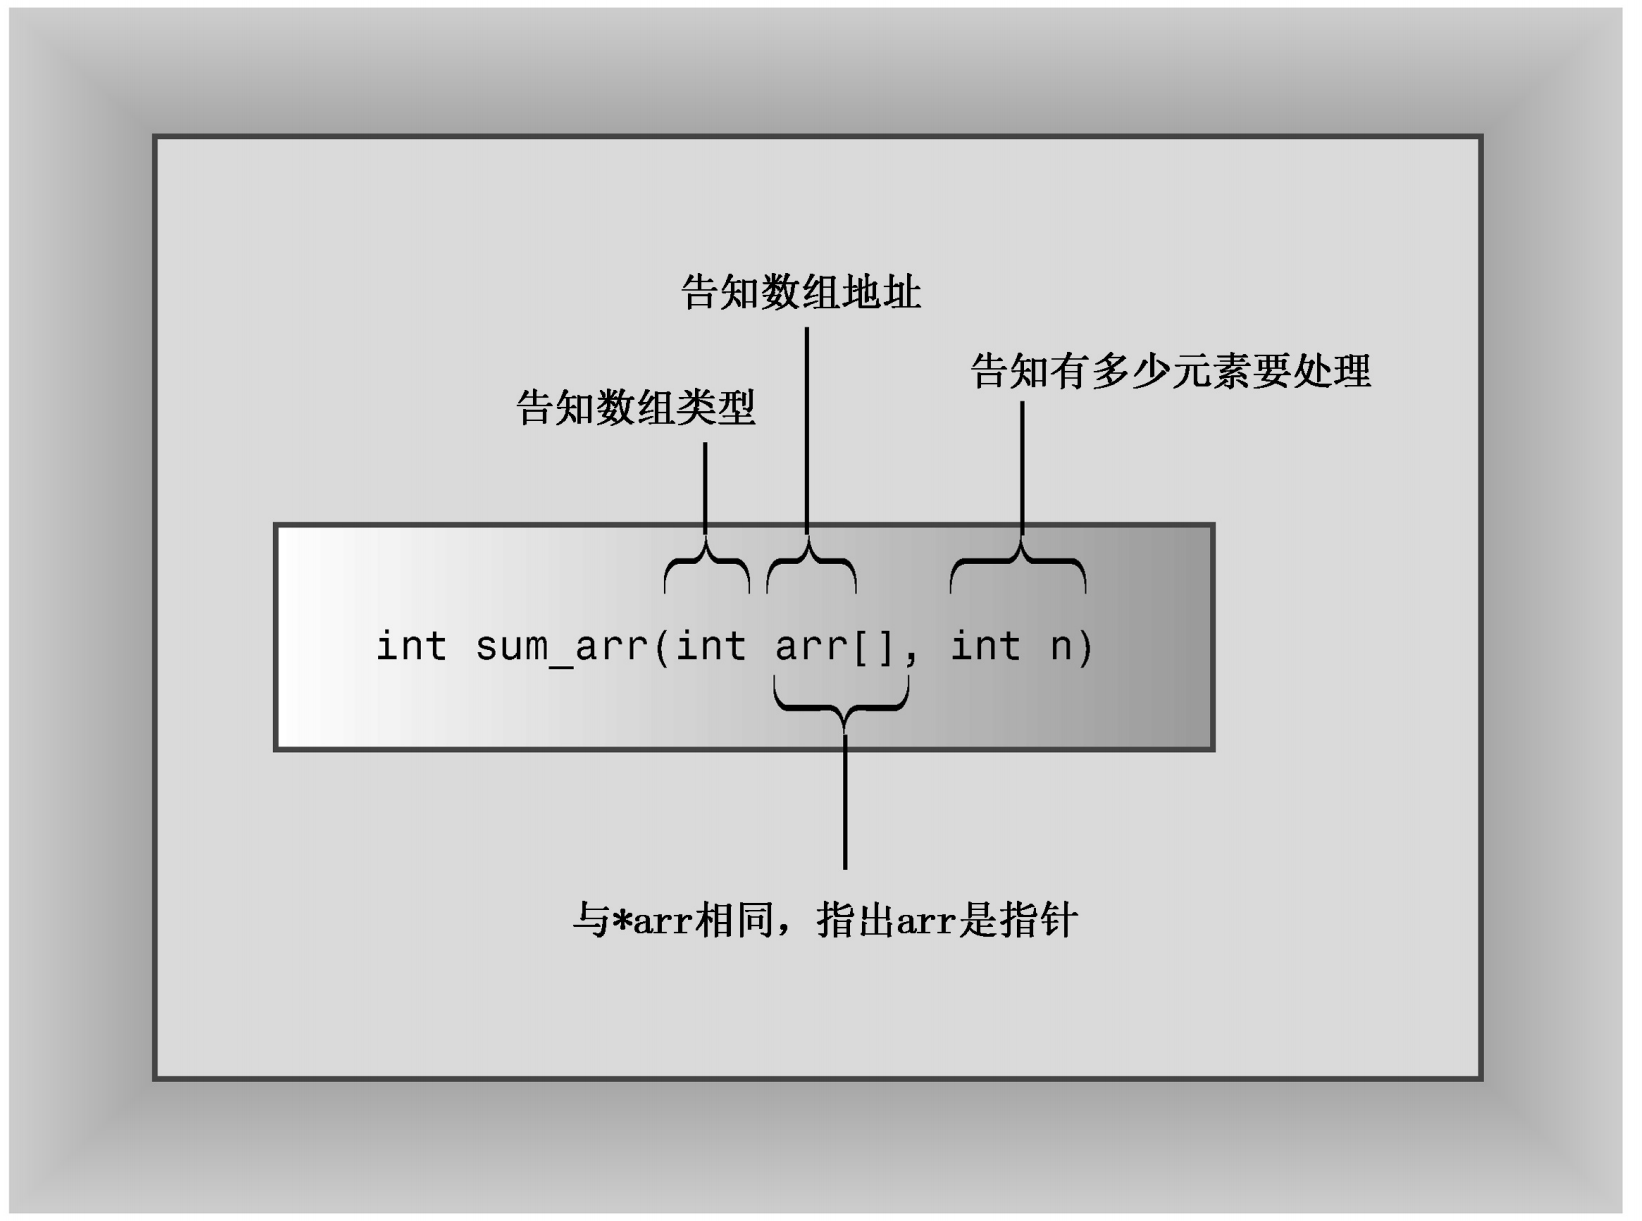 告知数组地址
告知有多少元素要处理
告知数组类型
int sum_arr(int arr[], int n)
与*arr相同，指出arr是指针